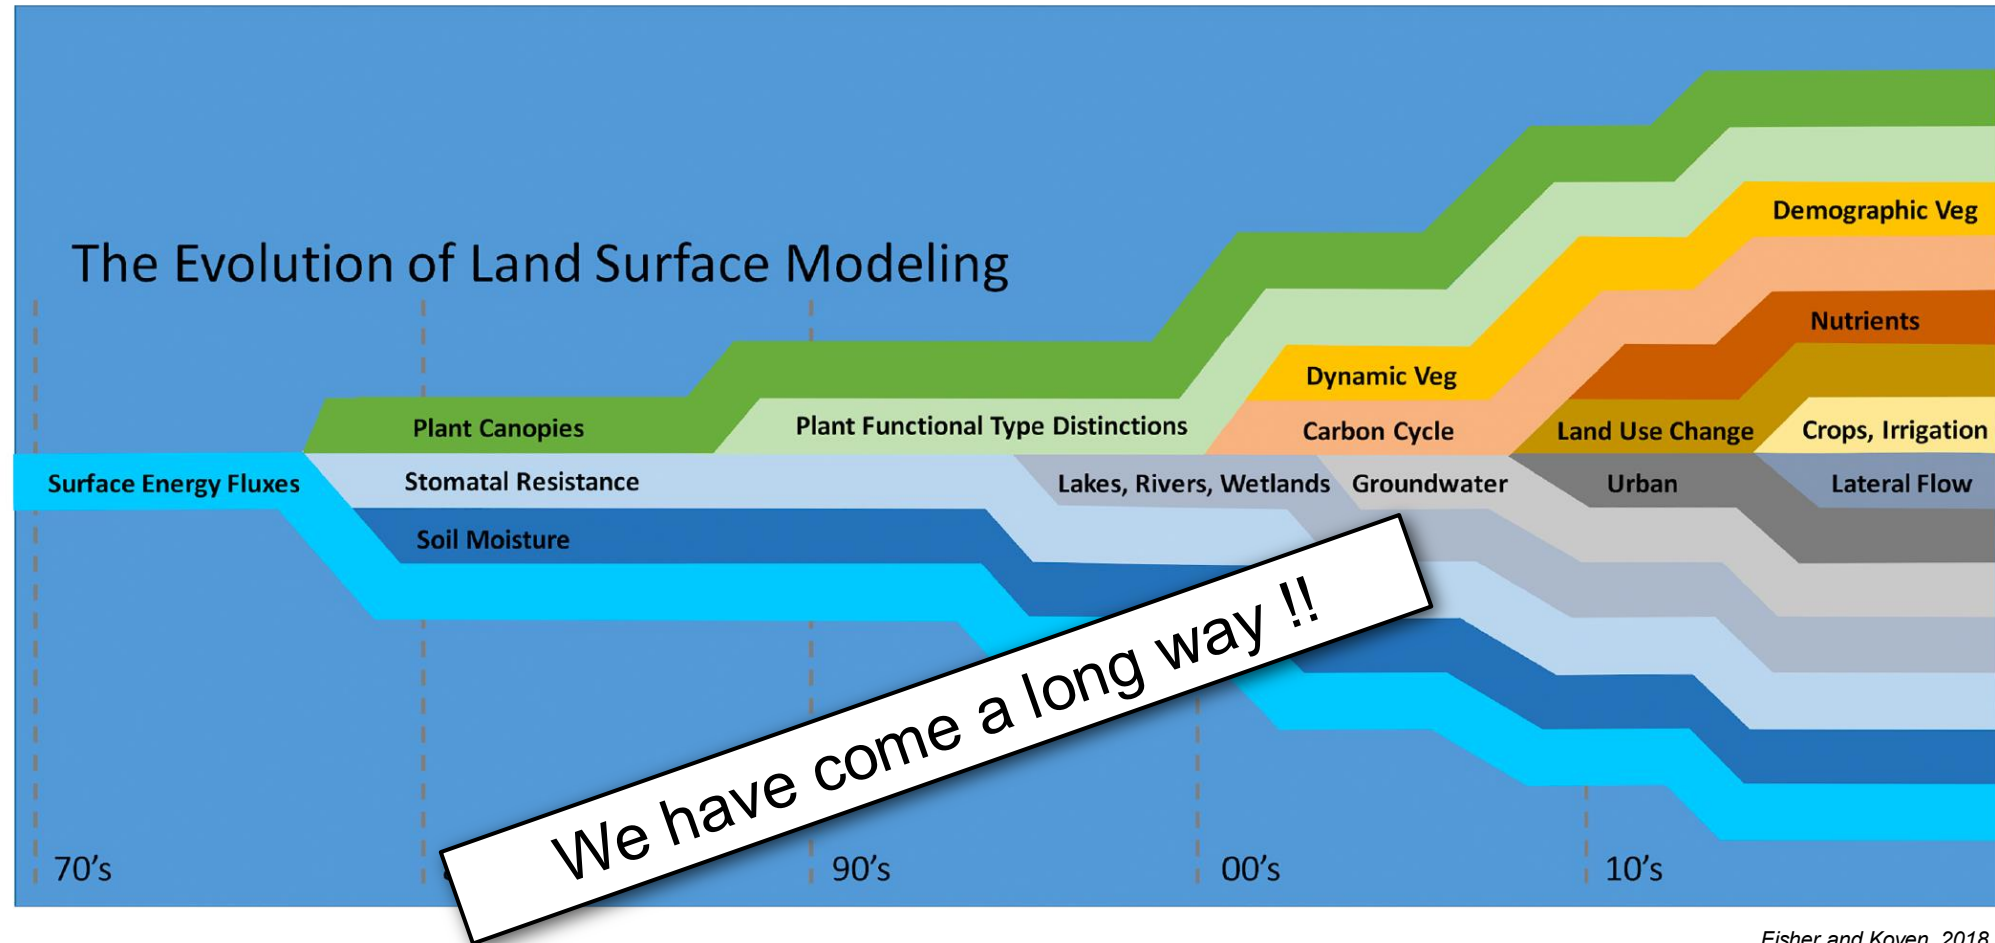 The Evolution of Land Surface Modeling
Demographic Veg
Nutrients
Dynamic Veg
Plant Canopies
Plant Functional Type Distinctions
Carbon Cycle
Land Use Change
Crops, Irrigation
Surface Energy Fluxes
Stomatal Resistance
Lakes, Rivers, Wetlands
Groundwater
Urban
Lateral Flow
Soil Moisture
We have come a long way !!
70's
90's
00's
10's
Fisher and Koven, 2018